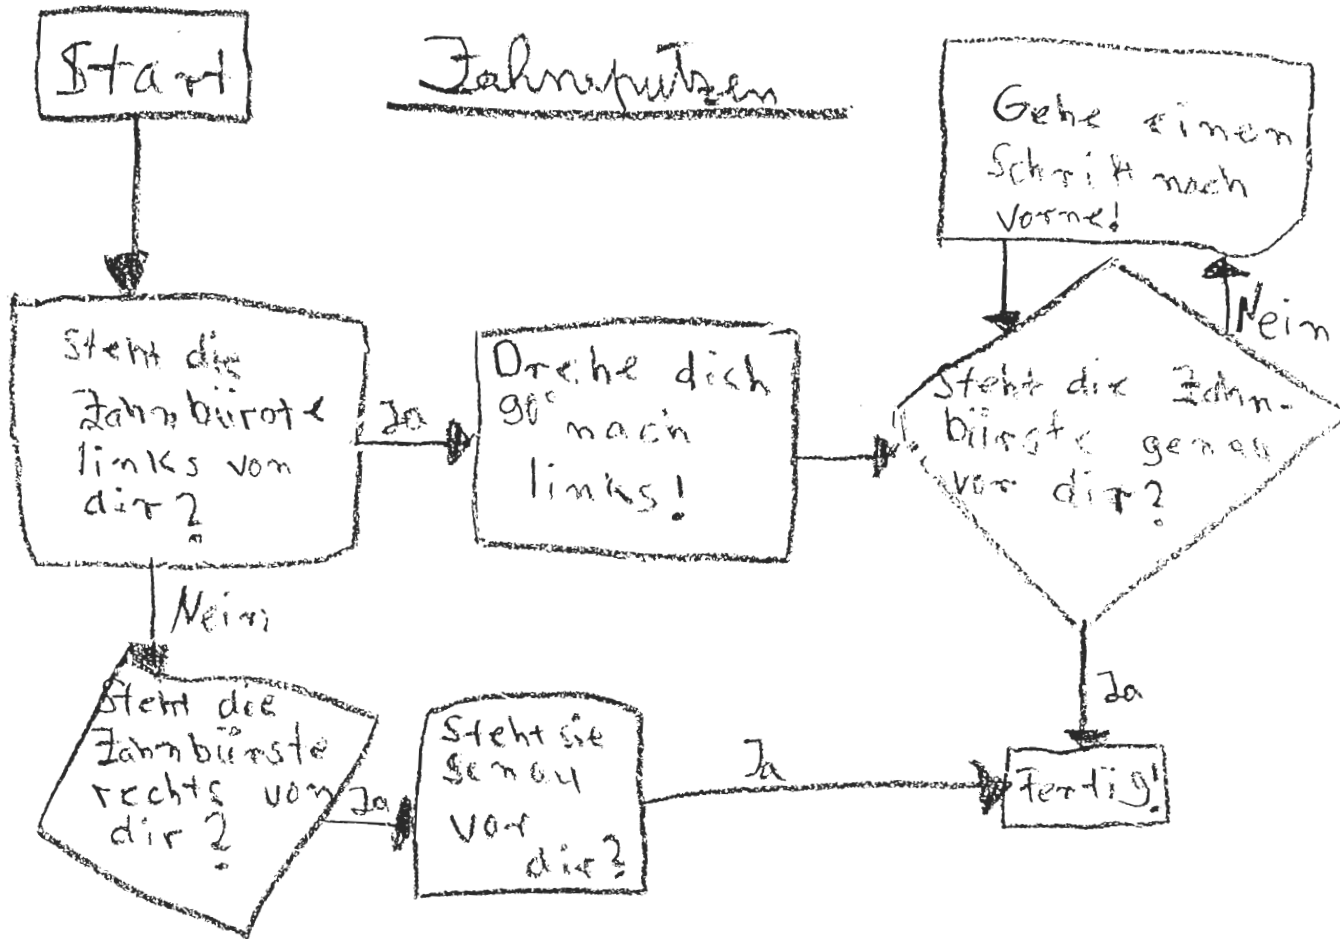 Start
Zahneputzen
Gehe einen
Schritt nach
vorne!
Nein
Steht die
Zahnbürste
links von
dir?
Ja
Drehe dich
90° nach
links!
Steht die Zahn-
bürste genau
vor dir?
Nein
Ja
Steht die
Zahnbürste
rechts von
dir?
Ja
Steht sie
genau
vor
dir?
Ja
Fertig!